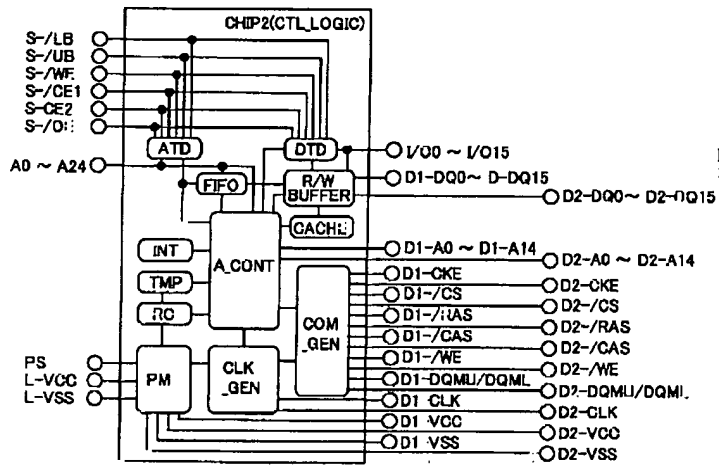 CHIP2(CTL_LOGIC)
S-/LB
S-/UB
S-/WE
S-/CE1
S-CE2
S-/OE
A0 ~ A24
ATD
DTD
I/O0 ~ I/O15
FIFO
R/W
BUFFER
D1-DQ0~ D-DQ15
D2-DQ0~ D2-DQ15
CACHE
INT
A_CONT
D1-A0 ~ D1-A14
D2-A0 ~ D2-A14
TMP
RC
COM
_GEN
D1-CKE
D2-CKE
D1-/CS
D2-/CS
D1-/RAS
D2-/RAS
D1-/CAS
D2-/CAS
D1-/WE
D2-/WE
D1-DQMU/DQML
D2-DQMU/DQML
D1-CLK
D2-CLK
D1-VCC
D2-VCC
D1-VSS
D2-VSS
PS
L-VCC
L-VSS
PM
CLK
_GEN